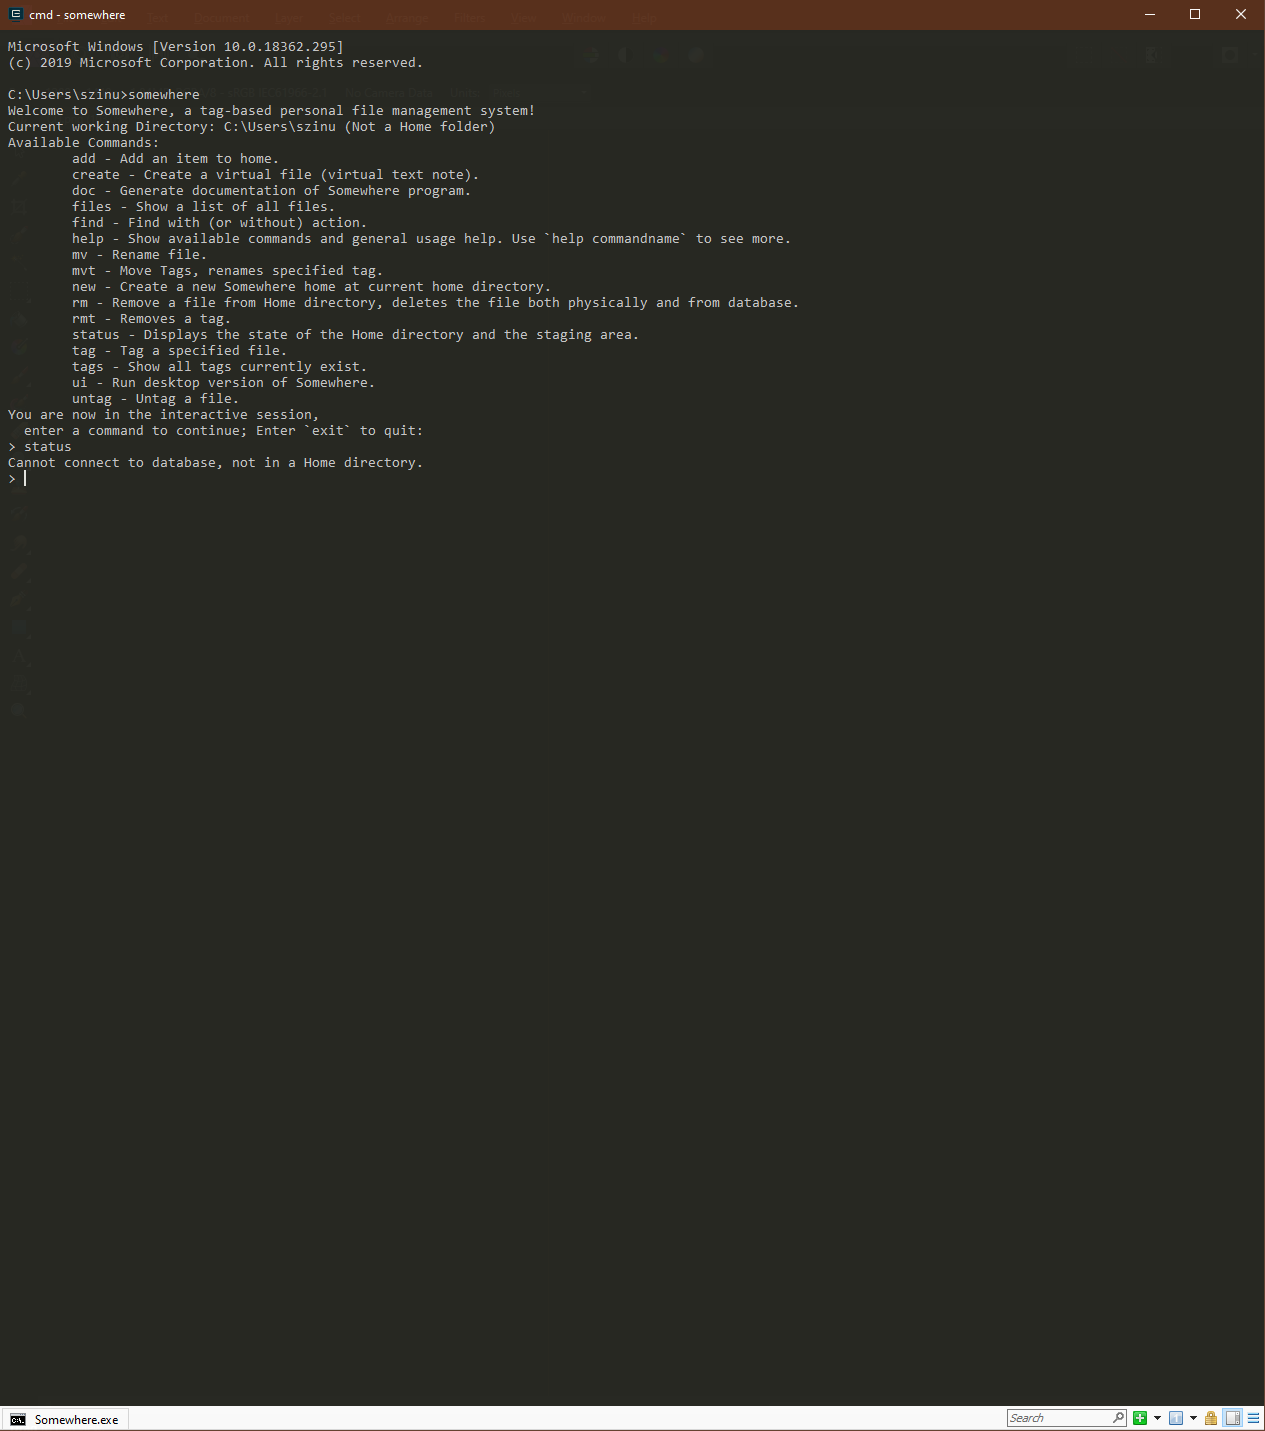 cmd - somewhere
Microsoft Windows [Version 10.0.18362.295]
(c) 2019 Microsoft Corporation. All rights reserved.
C:\Users\szinu>somewhere
Welcome to Somewhere, a tag-based personal file management system!
Current working Directory: C:\Users\szinu (Not a Home folder)
Available Commands:
add - Add an item to home.
create - Create a virtual file (virtual text note).
doc - Generate documentation of Somewhere program.
files - Show a list of all files.
find - Find with (or without) action.
help - Show available commands and general usage help. Use `help commandname` to see more.
mv - Rename file.
mvt - Move Tags, renames specified tag.
new - Create a new Somewhere home at current home directory.
rm - Remove a file from Home directory, deletes the file both physically and from database.
rmt - Removes a tag.
status - Displays the state of the Home directory and the staging area.
tag - Tag a specified file.
tags - Show all tags currently exist.
ui - Run desktop version of Somewhere.
untag - Untag a file.
You are now in the interactive session,
enter a command to continue; Enter `exit` to quit:
> status
Cannot connect to database, not in a Home directory.
>
Somewhere.exe
Search